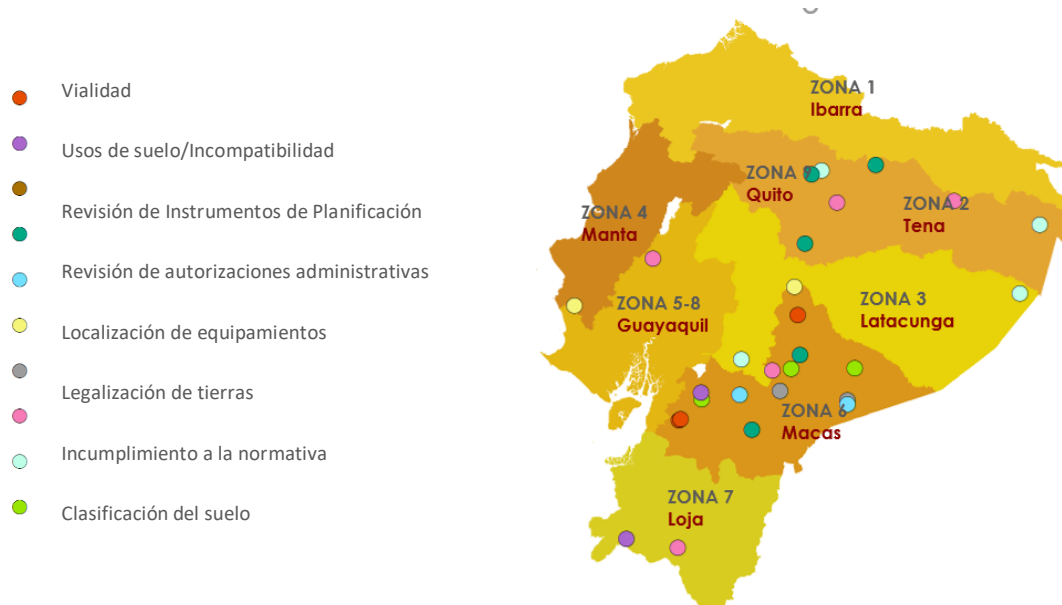 Vialidad
Usos de suelo/Incompatibilidad
Revisión de Instrumentos de Planificación
Revisión de autorizaciones administrativas
Localización de equipamientos
Legalización de tierras
Incumplimiento a la normativa
Clasificación del suelo
ZONA 1
Ibarra
ZONA 9
Quito
ZONA 2
Tena
ZONA 4
Manta
ZONA 5-8
Guayaquil
ZONA 3
Latacunga
ZONA 6
Macas
ZONA 7
Loja